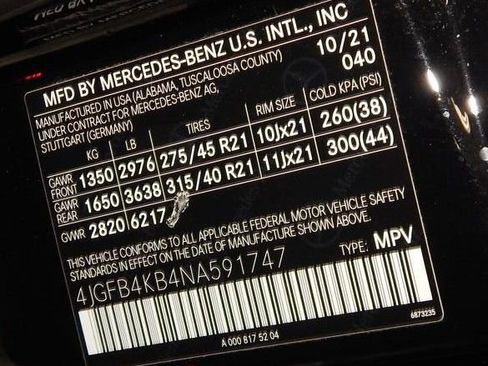 MFD BY MERCEDES-BENZ U.S. INTL., INC
MANUFACTURED IN USA (ALABAMA, TUSCALOOSA COUNTY) 10/21
UNDER CONTRACT FOR MERCEDES-BENZ AG, 040
STUTTGART (GERMANY)
KG LB TIRES RIM SIZE COLD KPA (PSI)
GAWR FRONT 1350 2976 275/45 R21 10Jx21 260(38)
GAWR REAR 1650 3638 315/40 R21 11Jx21 300(44)
GVWR 2820 6217
THIS VEHICLE CONFORMS TO ALL APPLICABLE FEDERAL MOTOR VEHICLE SAFETY
STANDARDS IN EFFECT ON THE DATE OF MANUFACTURE SHOWN ABOVE.
4JGFB4KB4NA591747 TYPE: MPV
A 000 817 52 04 6873235